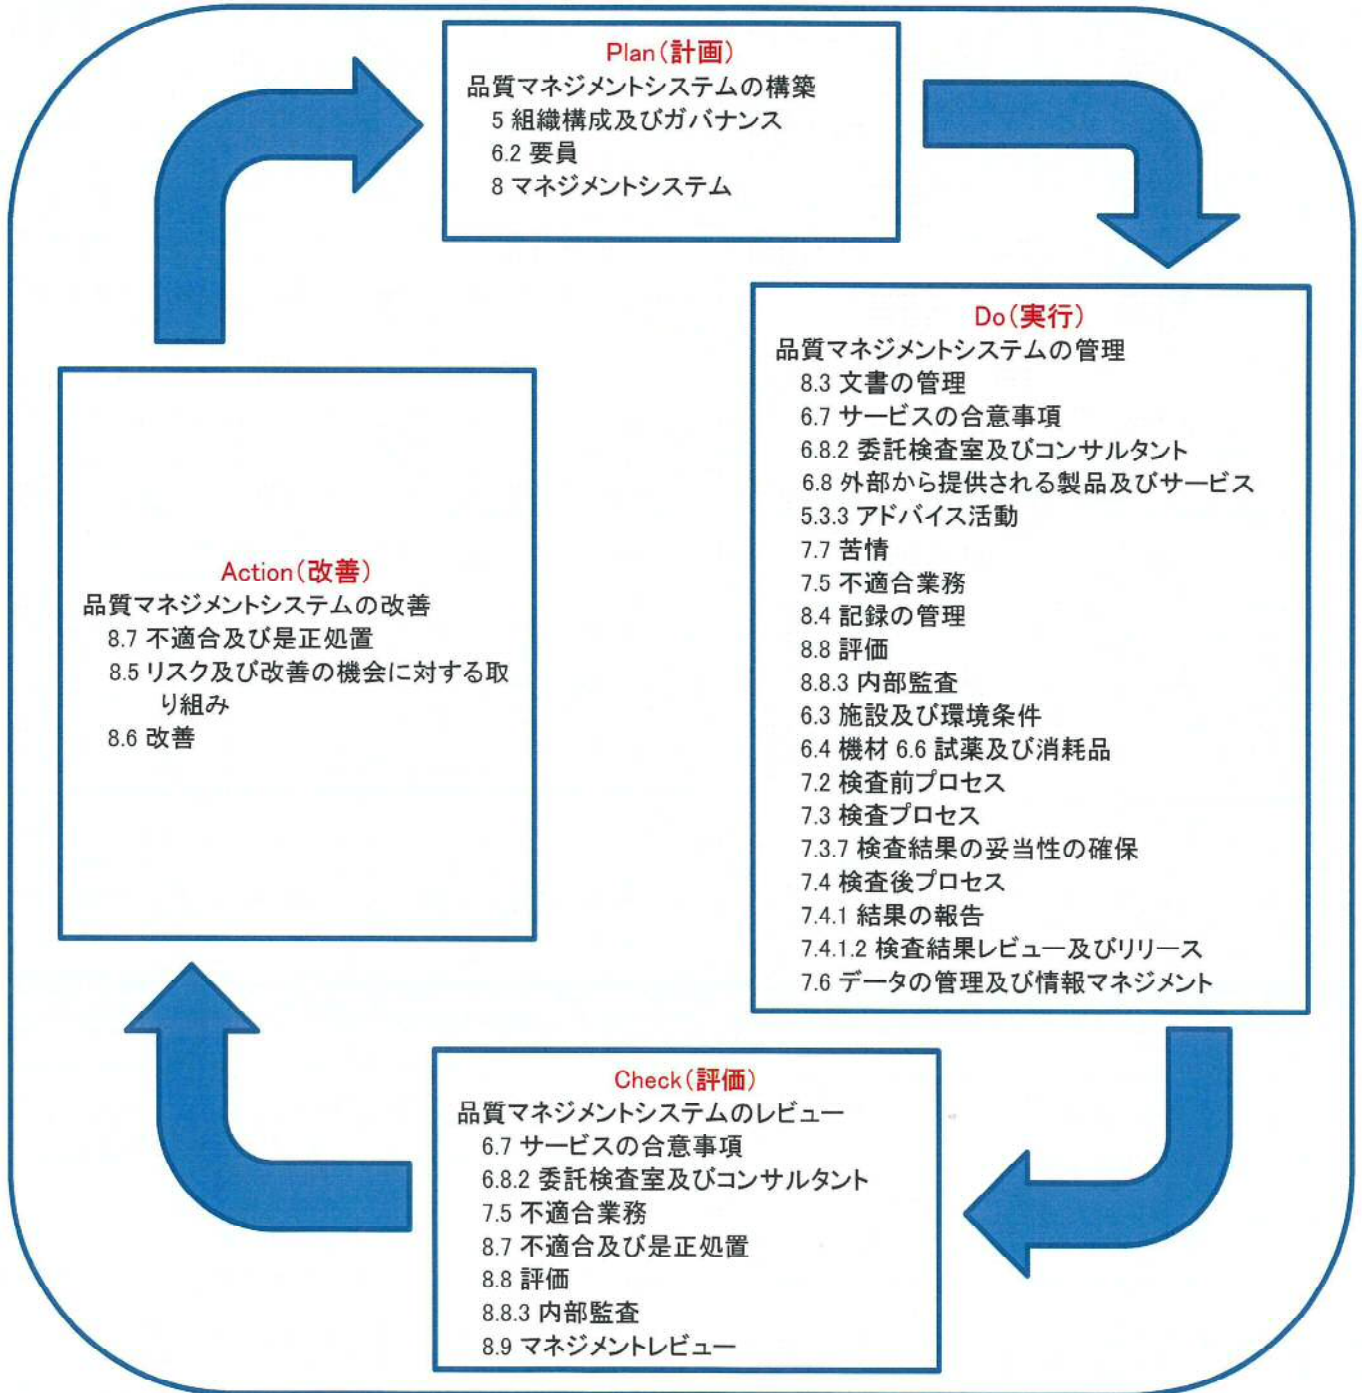 Plan(計画)
品質マネジメントシステムの構築
5 組織構成及びガバナンス
6.2 要員
8 マネジメントシステム
Do(実行)
品質マネジメントシステムの管理
8.3 文書の管理
6.7 サービスの合意事項
6.8.2 委託検査室及びコンサルタント
6.8 外部から提供される製品及びサービス
5.3.3 アドバイス活動
7.7 苦情
7.5 不適合業務
8.4 記録の管理
8.8 評価
8.8.3 内部監査
6.3 施設及び環境条件
6.4 機材 6.6 試薬及び消耗品
7.2 検査前プロセス
7.3 検査プロセス
7.3.7 検査結果の妥当性の確保
7.4 検査後プロセス
7.4.1 結果の報告
7.4.1.2 検査結果レビュー及びリリース
7.6 データの管理及び情報マネジメント
Check(評価)
品質マネジメントシステムのレビュー
6.7 サービスの合意事項
6.8.2 委託検査室及びコンサルタント
7.5 不適合業務
8.7 不適合及び是正処置
8.8 評価
8.8.3 内部監査
8.9 マネジメントレビュー
Action(改善)
品質マネジメントシステムの改善
8.7 不適合及び是正処置
8.5 リスク及び改善の機会に対する取
り組み
8.6 改善